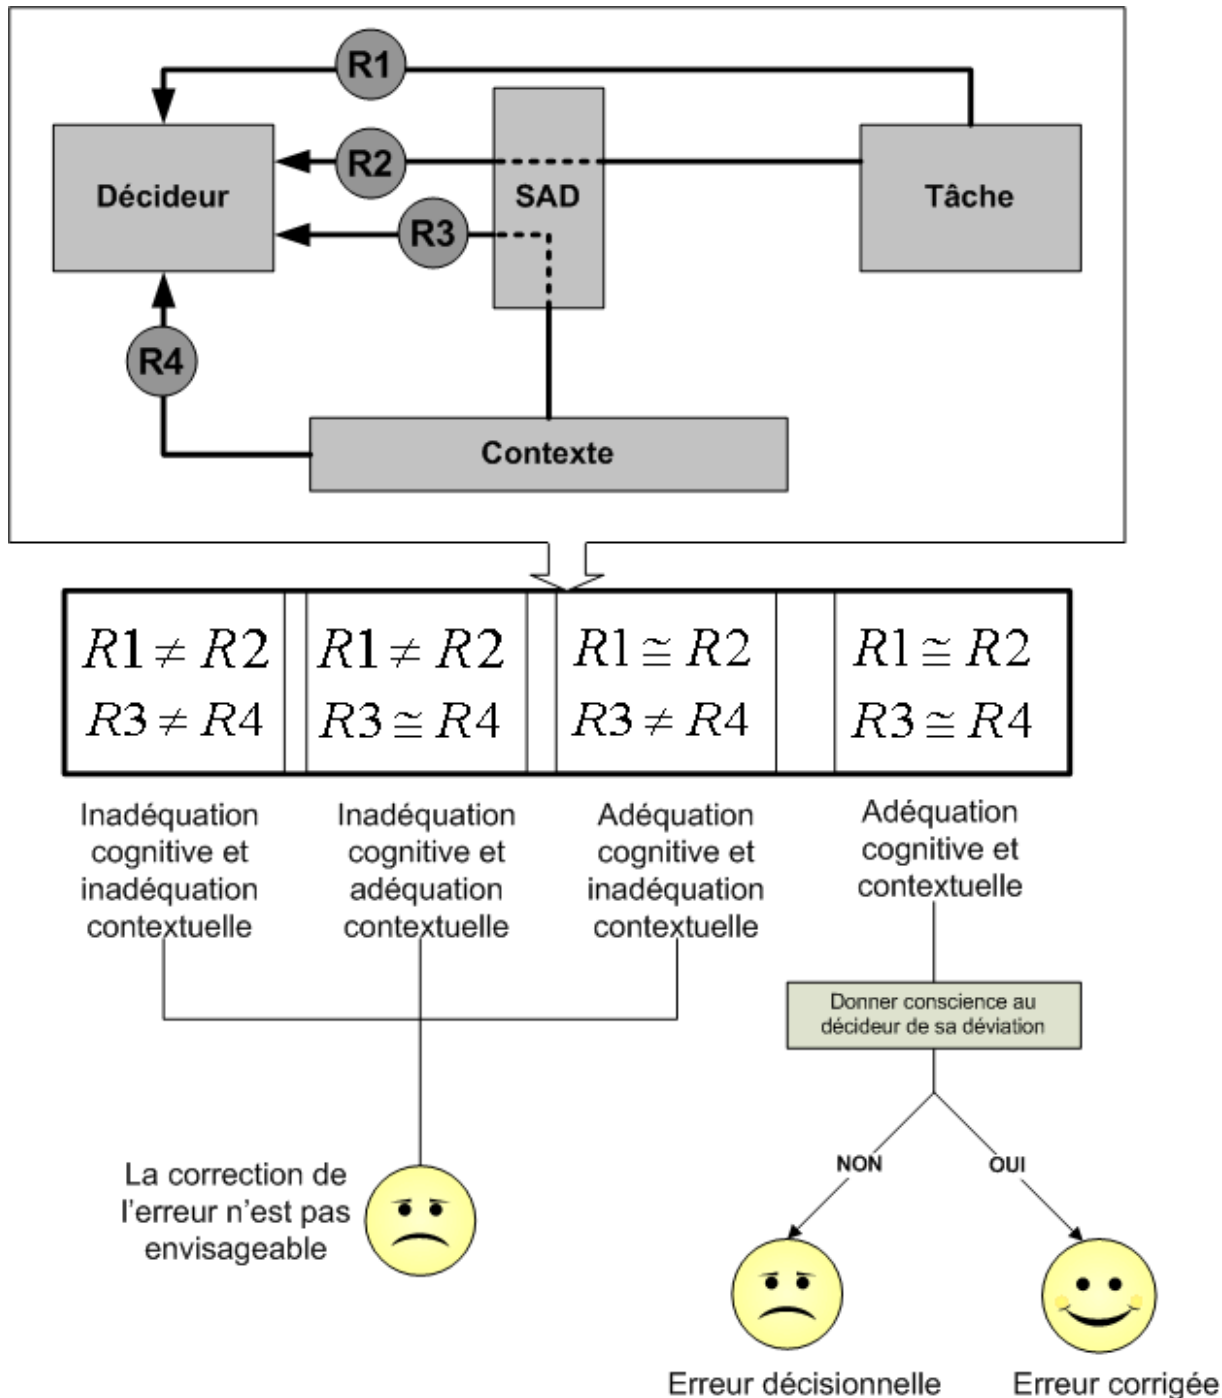 R1
R2
SAD
Décideur
Tâche
R3
R4
Contexte
R1 ≠ R2
R3 ≠ R4
R1 ≠ R2
R3 ≅ R4
R1 ≅ R2
R3 ≠ R4
R1 ≅ R2
R3 ≅ R4
Inadéquation
cognitive et
inadéquation
contextuelle
Inadéquation
cognitive et
adéquation
contextuelle
Adéquation
cognitive et
inadéquation
contextuelle
Adéquation
cognitive et
contextuelle
Donner conscience au
décideur de sa déviation
NON
OUI
La correction de
l'erreur n'est pas
envisageable
Erreur décisionnelle
Erreur corrigée